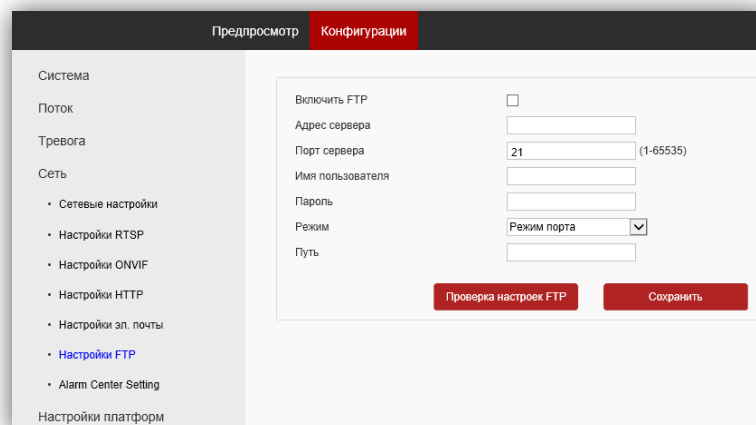 Предпросмотр Конфигурации
Система
Поток
Тревога
Сеть
• Сетевые настройки
• Настройки RTSP
• Настройки ONVIF
• Настройки HTTP
• Настройки эл. почты
• Настройки FTP
• Alarm Center Setting
Настройки платформ
Включить FTP
Адрес сервера
Порт сервера 21 (1-65535)
Имя пользователя
Пароль
Режим Режим порта
Путь
Проверка настроек FTP Сохранить